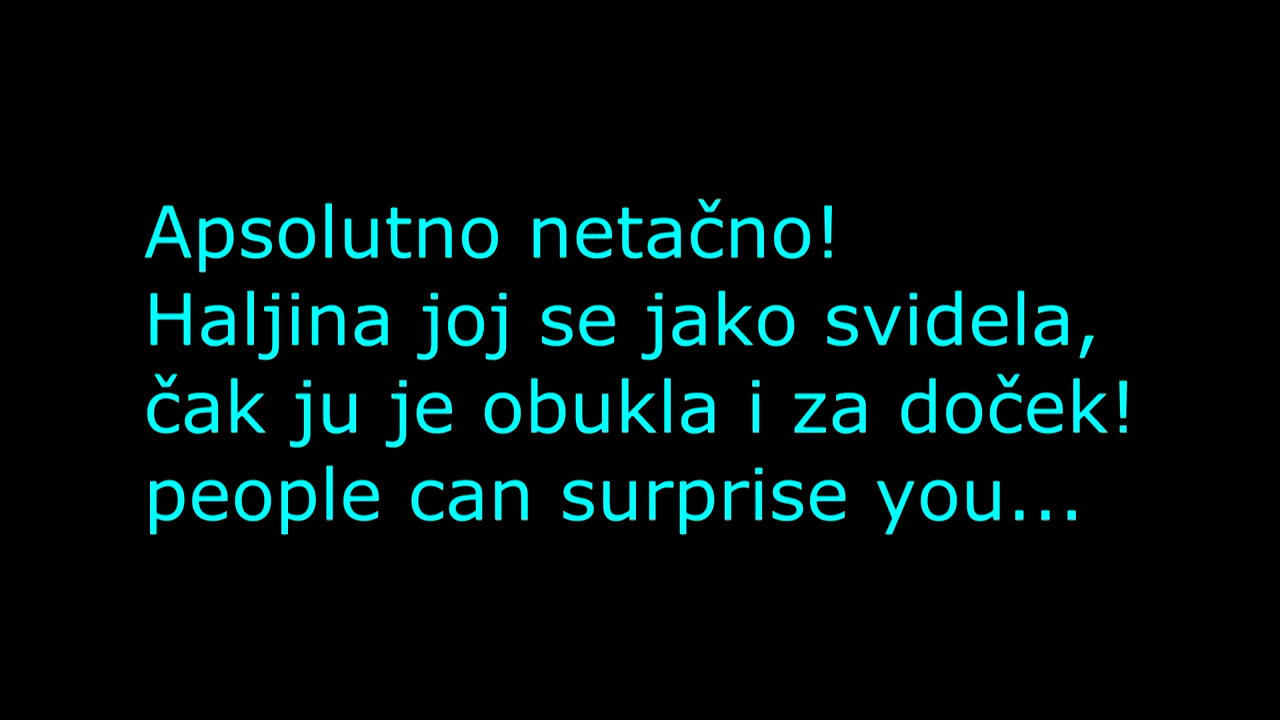 Apsolutno netačno!
Haljina joj se jako svidela,
čak ju je obukla i za doček!
people can surprise you...